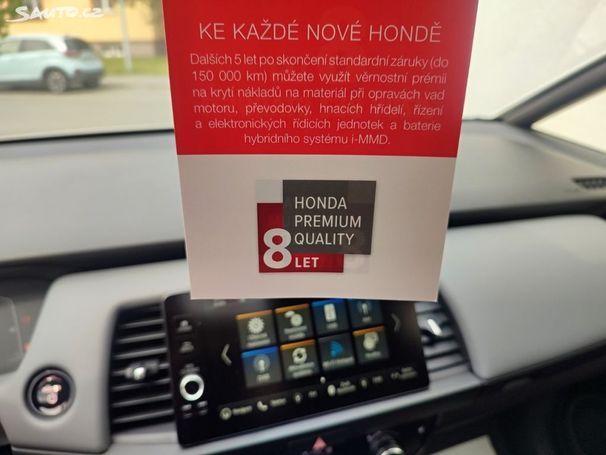 SAUTO.CZ
KE KAŽDÉ NOVÉ HONDĚ
Dalších 5 let po skončení standardní záruky (do
150 000 km) můžete využít věrnostní prémii
na krytí nákladů na materiál při opravách vad
motoru, převodovky, hnacích hřídelí, řízení
a elektronických řídicích jednotek a baterie
hybridního systému i-MMD.
HONDA
PREMIUM
QUALITY
8 LET